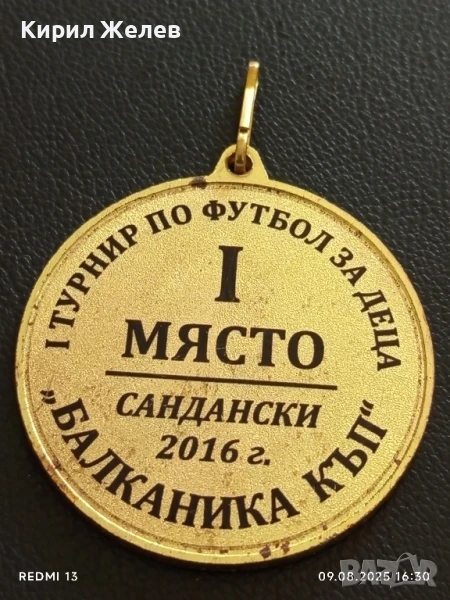 Кирил Желев
I ТУРНИР ПО ФУТБОЛ ЗА ДЕЦА
I
МЯСТО
САНДАНСКИ
2016 г.
„БАЛКАНИКА КЪП“
BAZAR
REDMI 13
09.08.2025 16:30